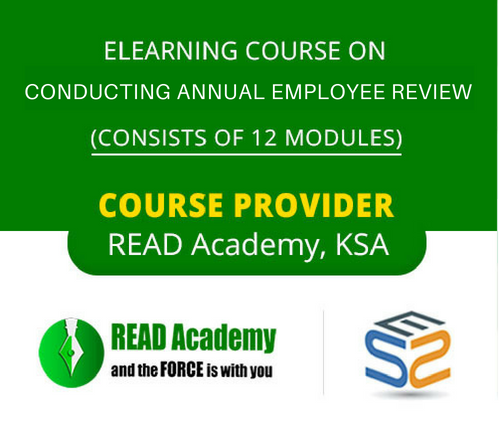 ELEARNING COURSE ON
CONDUCTING ANNUAL EMPLOYEE REVIEW
(CONSISTS OF 12 MODULES)
COURSE PROVIDER
READ Academy, KSA
READ Academy
and the FORCE is with you
SES